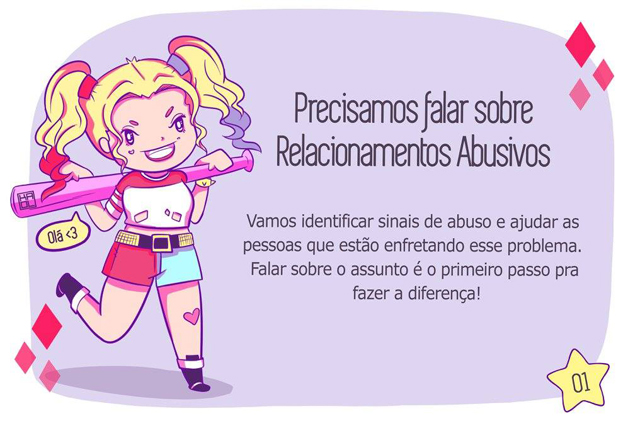 Precisamos falar sobre
Relacionamentos Abusivos
Vamos identificar sinais de abuso e ajudar as
pessoas que estão enfretando esse problema.
Falar sobre o assunto é o primeiro passo pra
fazer a diferença!
Olá <3
01